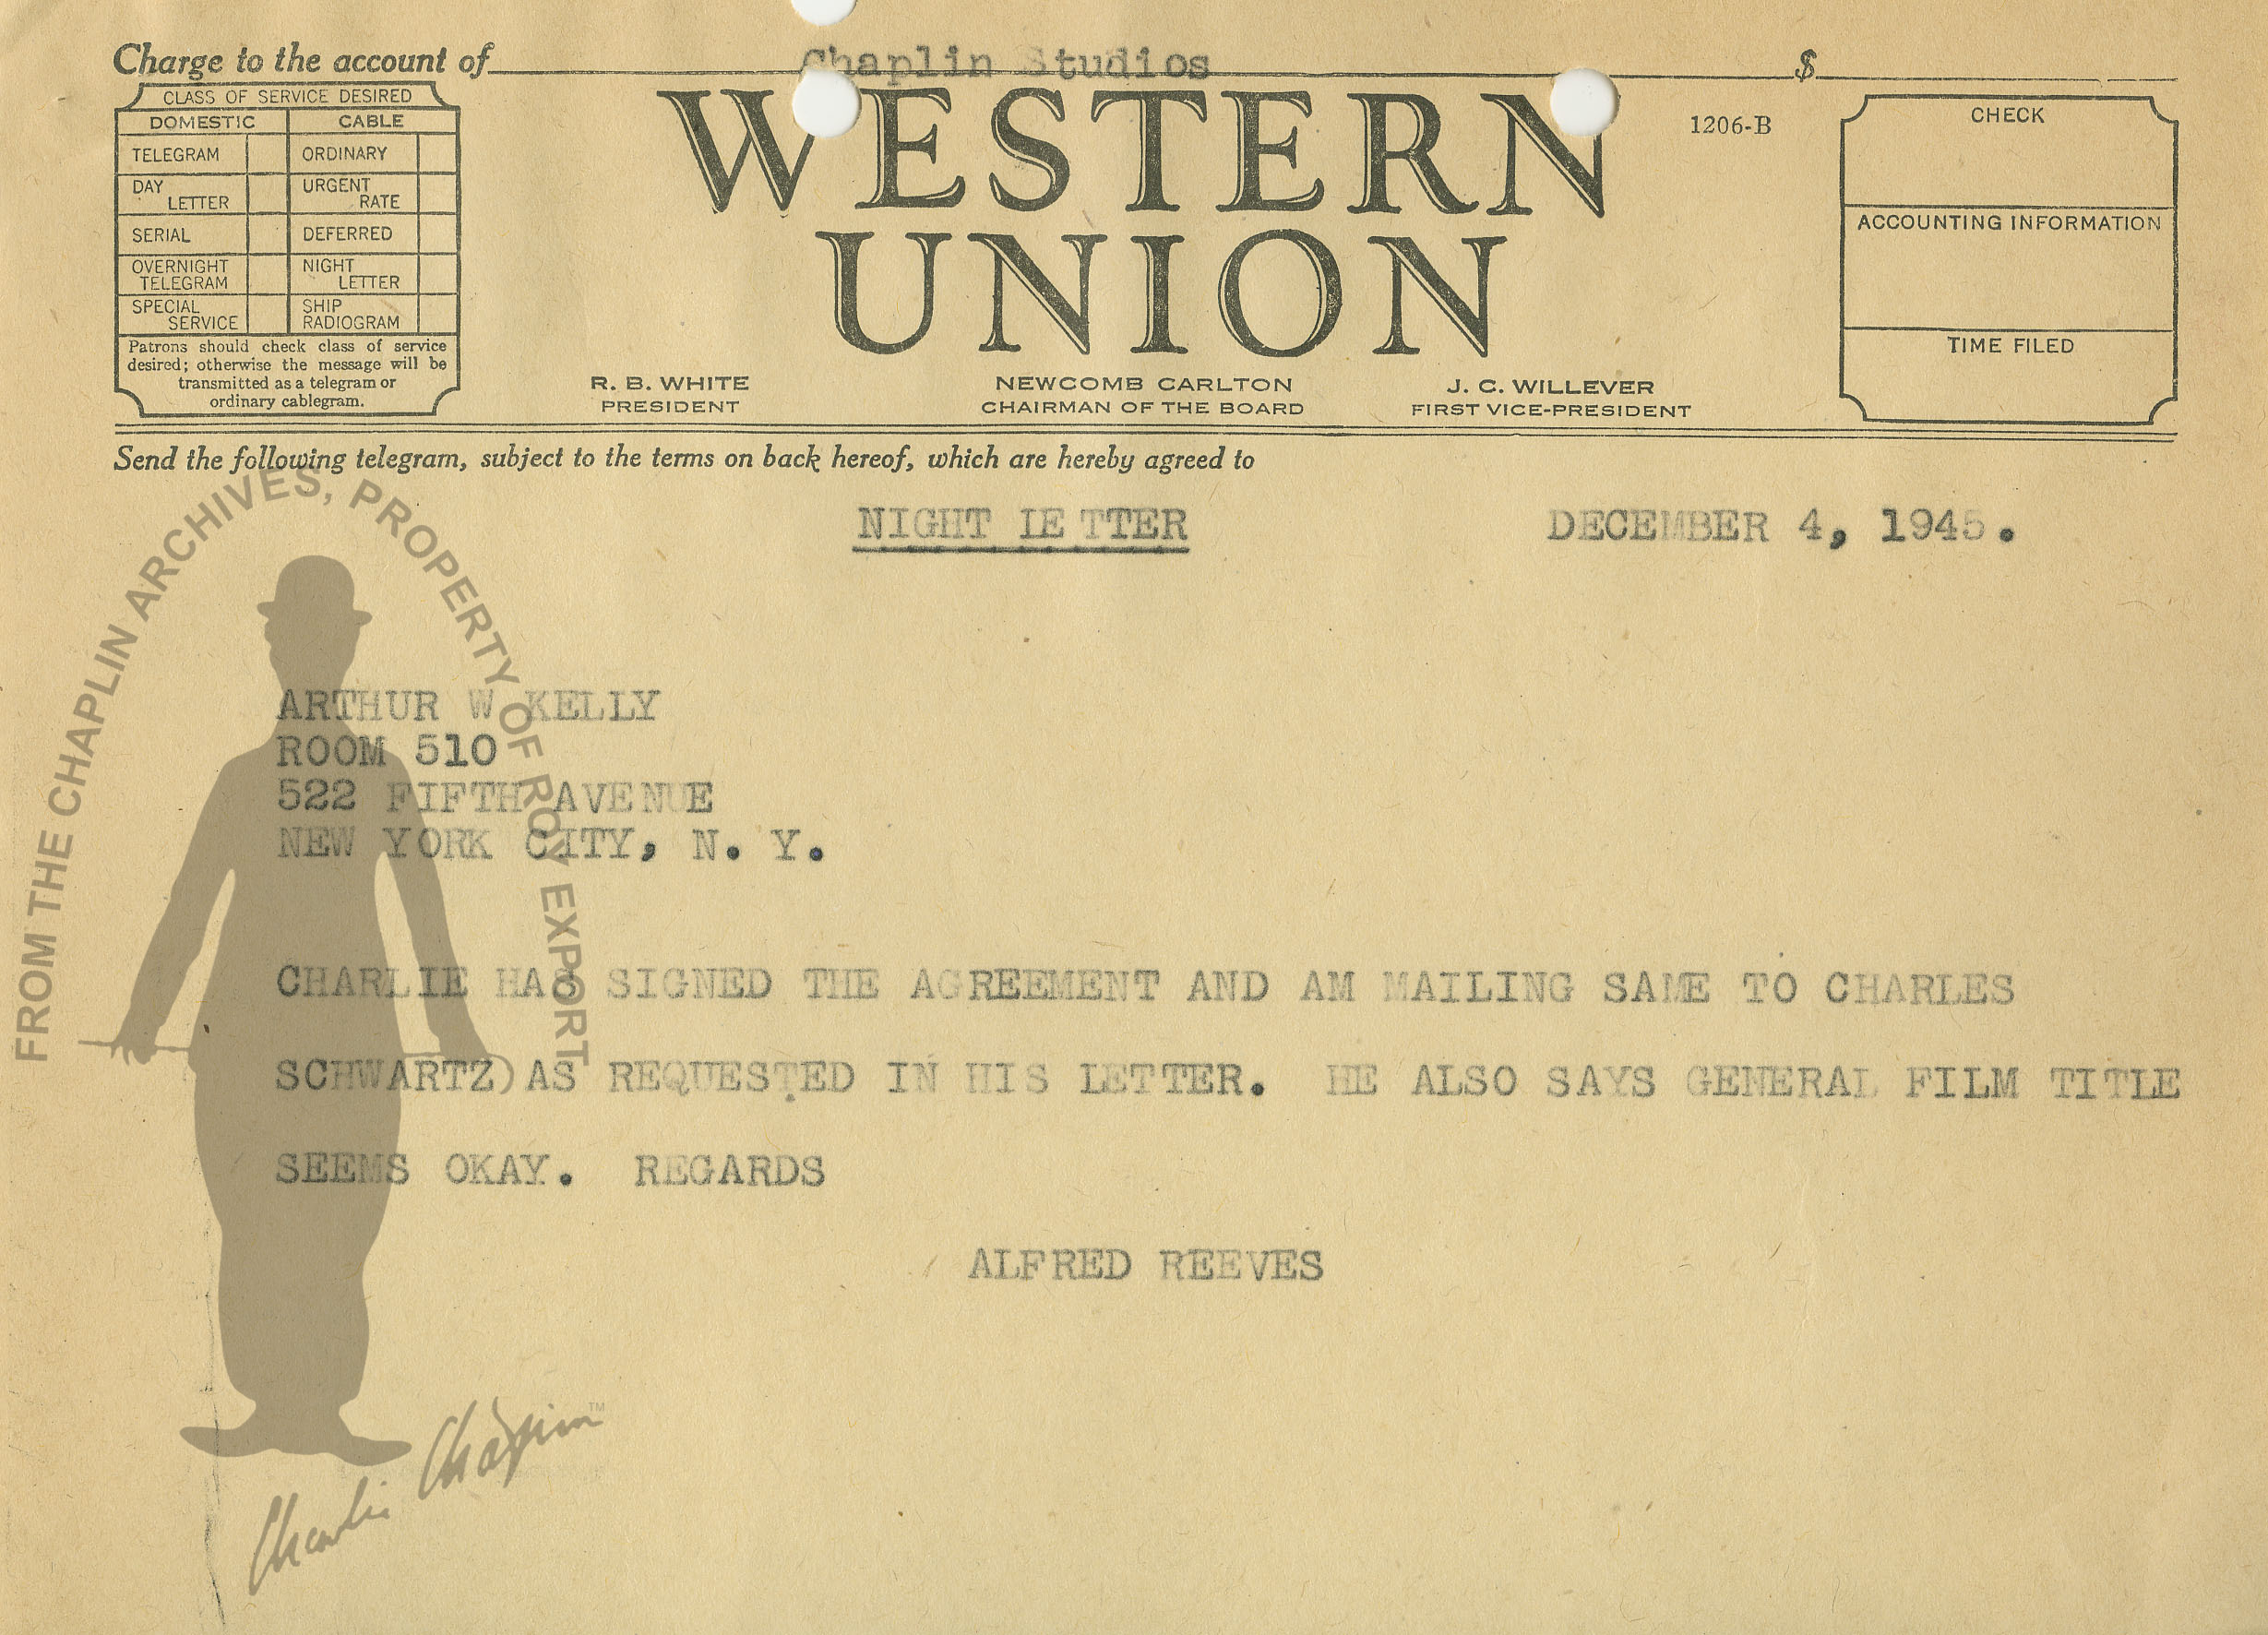 Charge to the account of Chaplin Studios $
CLASS OF SERVICE DESIRED
DOMESTIC CABLE
TELEGRAM ORDINARY
DAY LETTER URGENT RATE
SERIAL DEFERRED
OVERNIGHT TELEGRAM NIGHT LETTER
SPECIAL SERVICE SHIP RADIOGRAM
Patrons should check class of service
desired; otherwise the message will be
transmitted as a telegram or
ordinary cablegram.
WESTERN
UNION
1206-B
R. B. WHITE
PRESIDENT
NEWCOMB CARLTON
CHAIRMAN OF THE BOARD
J. C. WILLEVER
FIRST VICE-PRESIDENT
CHECK
ACCOUNTING INFORMATION
TIME FILED
Send the following telegram, subject to the terms on back hereof, which are hereby agreed to
NIGHT IE TTER DECEMBER 4, 1945.
ARTHUR W KELLY
ROOM 510
522 FIFTH AVENUE
NEW YORK CITY, N. Y.
CHARLIE HAS SIGNED THE AGREEMENT AND AM MAILING SAME TO CHARLES
SCHWARTZ)AS REQUESTED IN HIS LETTER. HE ALSO SAYS GENERAL FILM TITLE
SEEMS OKAY. REGARDS
ALFRED REEVES
FROM THE CHAPLIN ARCHIVES, PROPERTY OF ROY EXPORT
Charlie Chaplin™